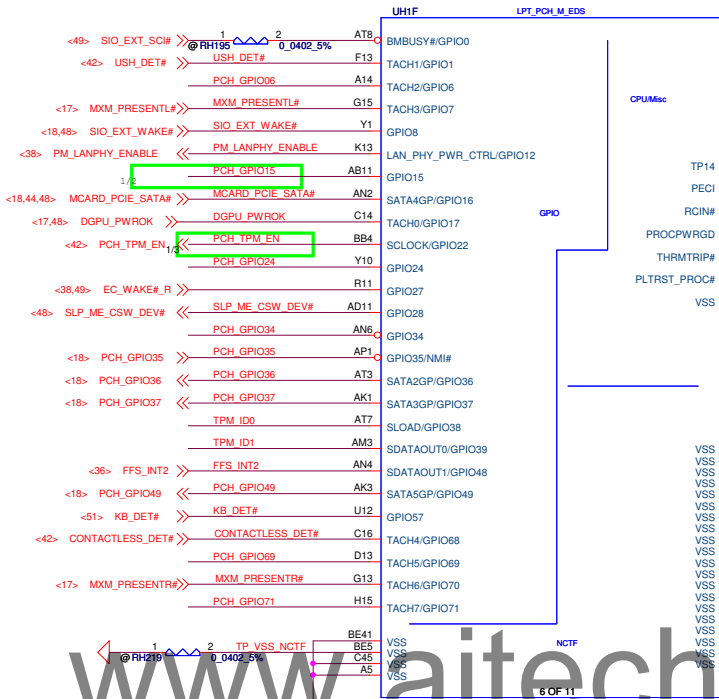 UH1F LPT_PCH_M_EDS
<49> SIO_EXT_SCI# 1 2 AT8 BMBUSY#/GPIO0
@ RH195 0_0402_5%
<42> USH_DET# USH_DET# F13 TACH1/GPIO1
PCH_GPIO06 A14 TACH2/GPIO6
CPU/Misc
<17> MXM_PRESENTL# MXM_PRESENTL# G15 TACH3/GPIO7
<18,48> SIO_EXT_WAKE# SIO_EXT_WAKE# Y1 GPIO8
<38> PM_LANPHY_ENABLE PM_LANPHY_ENABLE K13 LAN_PHY_PWR_CTRL/GPIO12
TP14
1/2 PCH_GPIO15 AB11 GPIO15
PECI
<18,44,48> MCARD_PCIE_SATA# MCARD_PCIE_SATA# AN2 SATA4GP/GPIO16
RCIN#
<17,48> DGPU_PWROK DGPU_PWROK C14 TACH0/GPIO17
GPIO
PROCPWRGD
<42> PCH_TPM_EN 1/3 PCH_TPM_EN BB4 SCLOCK/GPIO22
THRMTRIP#
PCH_GPIO24 Y10 GPIO24
PLTRST_PROC#
<38,49> EC_WAKE#_R R11 GPIO27
VSS
<48> SLP_ME_CSW_DEV# SLP_ME_CSW_DEV# AD11 GPIO28
PCH_GPIO34 AN6 GPIO34
<18> PCH_GPIO35 PCH_GPIO35 AP1 GPIO35/NMI#
<18> PCH_GPIO36 PCH_GPIO36 AT3 SATA2GP/GPIO36
<18> PCH_GPIO37 PCH_GPIO37 AK1 SATA3GP/GPIO37
TPM_ID0 AT7 SLOAD/GPIO38
TPM_ID1 AM3 SDATAOUT0/GPIO39
VSS
<36> FFS_INT2 FFS_INT2 AN4 SDATAOUT1/GPIO48
VSS
VSS
<18> PCH_GPIO49 PCH_GPIO49 AK3 SATA5GP/GPIO49
VSS
VSS
<51> KB_DET# KB_DET# U12 GPIO57
VSS
VSS
<42> CONTACTLESS_DET# CONTACTLESS_DET# C16 TACH4/GPIO68
VSS
VSS
PCH_GPIO69 D13 TACH5/GPIO69
VSS
VSS
<17> MXM_PRESENTR# MXM_PRESENTR# G13 TACH6/GPIO70
VSS
VSS
PCH_GPIO71 H15 TACH7/GPIO71
VSS
VSS
BE41 VSS NCTF VSS
1 2 TP_VSS_NCTF BE5 VSS VSS
@ RH219 0_0402_5% C45 VSS VSS
A5 VSS VSS
www.aitech
6 OF 11